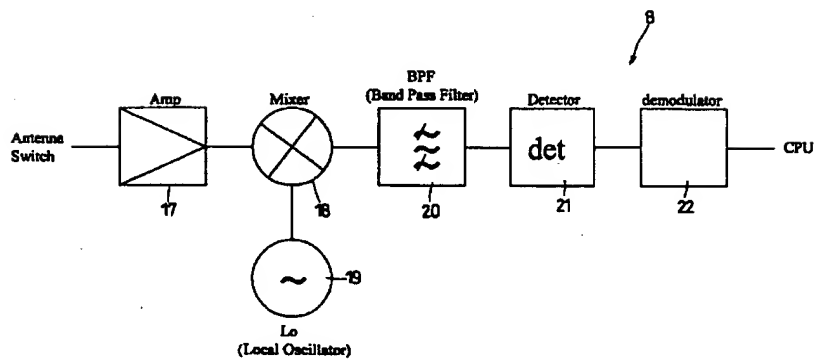 8
Amp
Mixer
BPF
(Band Pass Filter)
Detector
demodulator
Antenna
Switch
det
CPU
17
18
20
21
22
19
Lo
(Local Oscillator)